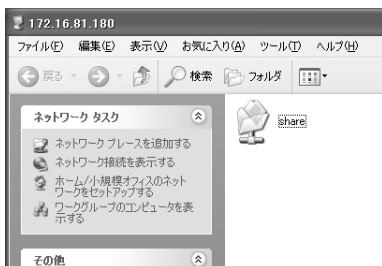 172.16.81.180
ファイル(F) 編集(E) 表示(V) お気に入り(A) ツール(T) ヘルプ(H)
戻る 検索 フォルダ
ネットワーク タスク
share
ネットワーク プレースを追加する
ネットワーク接続を表示する
ホーム/小規模オフィスのネット
ワークをセットアップする
ワークグループのコンピュータを表
示する
その他